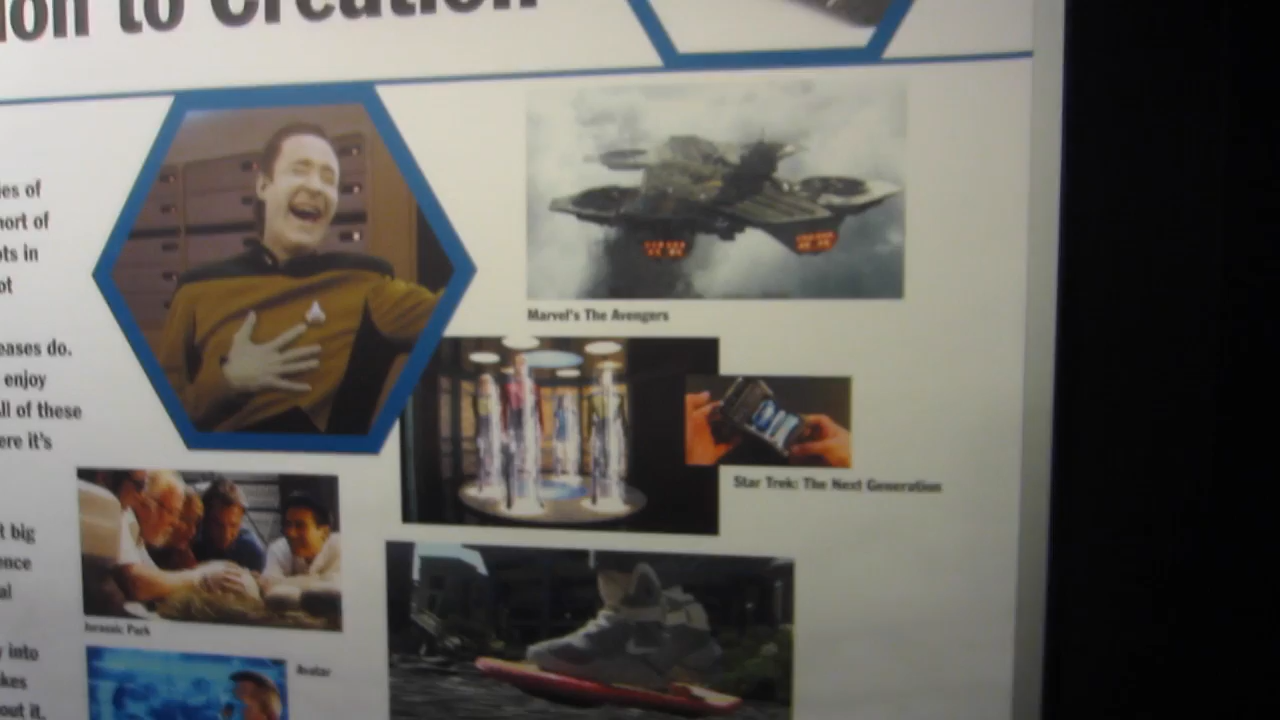 ion to Creation
ies of
hort of
ots in
ot
eases do.
enjoy
ll of these
ere it's
t big
ence
al
y into
kes
out it.
Marvel's The Avengers
Star Trek: The Next Generation
Jurassic Park
Avatar